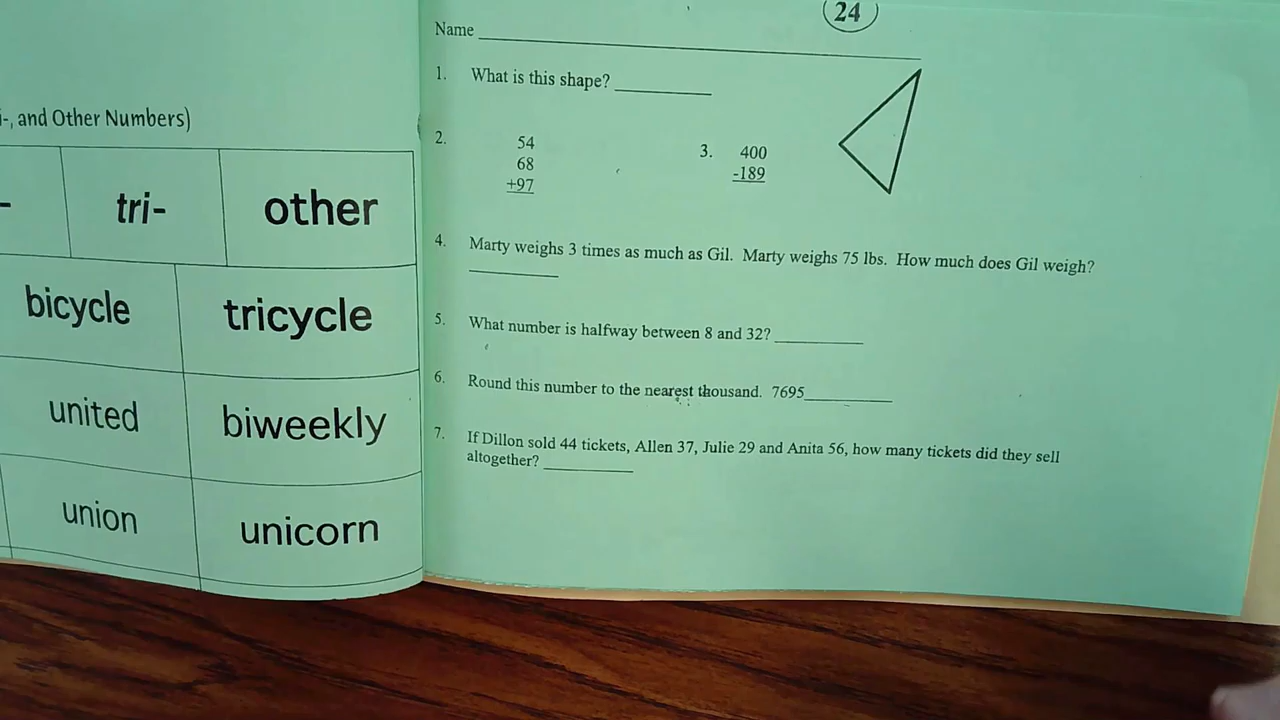 -, and Other Numbers)
- tri- other
bicycle tricycle
united biweekly
union unicorn
24
Name
1. What is this shape?
2. 54
68
+97
3. 400
-189
4. Marty weighs 3 times as much as Gil. Marty weighs 75 lbs. How much does Gil weigh?
5. What number is halfway between 8 and 32?
6. Round this number to the nearest thousand. 7695
7. If Dillon sold 44 tickets, Allen 37, Julie 29 and Anita 56, how many tickets did they sell
altogether?